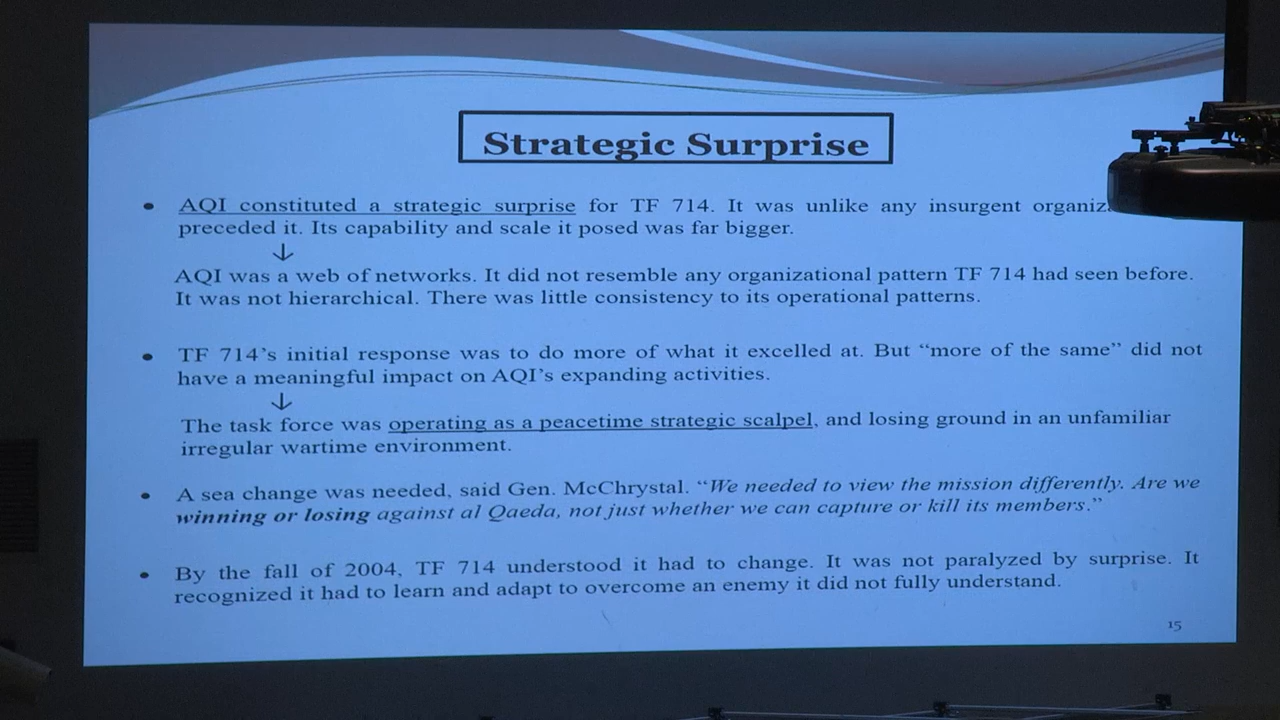 Strategic Surprise
• AQI constituted a strategic surprise for TF 714. It was unlike any insurgent
preceded it. Its capability and scale it posed was far bigger.
↓
AQI was a web of networks. It did not resemble any organizational pattern TF 714 had seen before.
It was not hierarchical. There was little consistency to its operational patterns.
• TF 714’s initial response was to do more of what it excelled at. But “more of the same” did not
have a meaningful impact on AQI’s expanding activities.
↓
The task force was operating as a peacetime strategic scalpel, and losing ground in an unfamiliar
irregular wartime environment.
• A sea change was needed, said Gen. McChrystal. “We needed to view the mission differently. Are we
winning or losing against al Qaeda, not just whether we can capture or kill its members.”
• By the fall of 2004, TF 714 understood it had to change. It was not paralyzed by surprise. It
recognized it had to learn and adapt to overcome an enemy it did not fully understand.
15